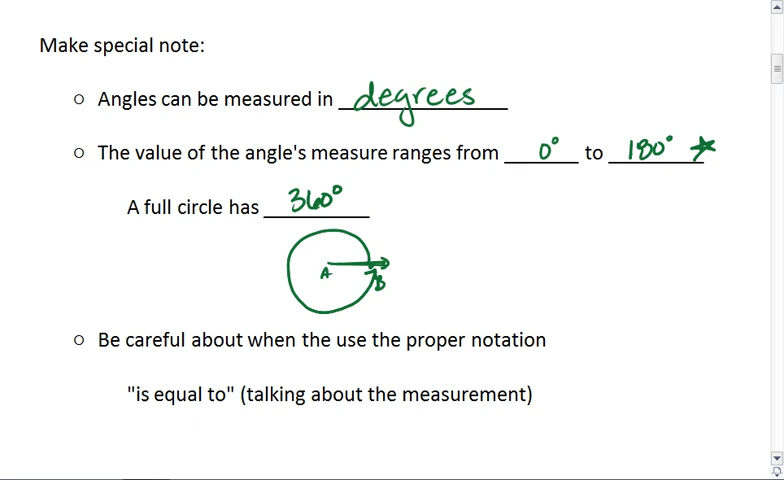 Make special note:
o Angles can be measured in degrees
o The value of the angle's measure ranges from 0° to 180° ★
A full circle has 360°
A B
o Be careful about when the use the proper notation
"is equal to" (talking about the measurement)